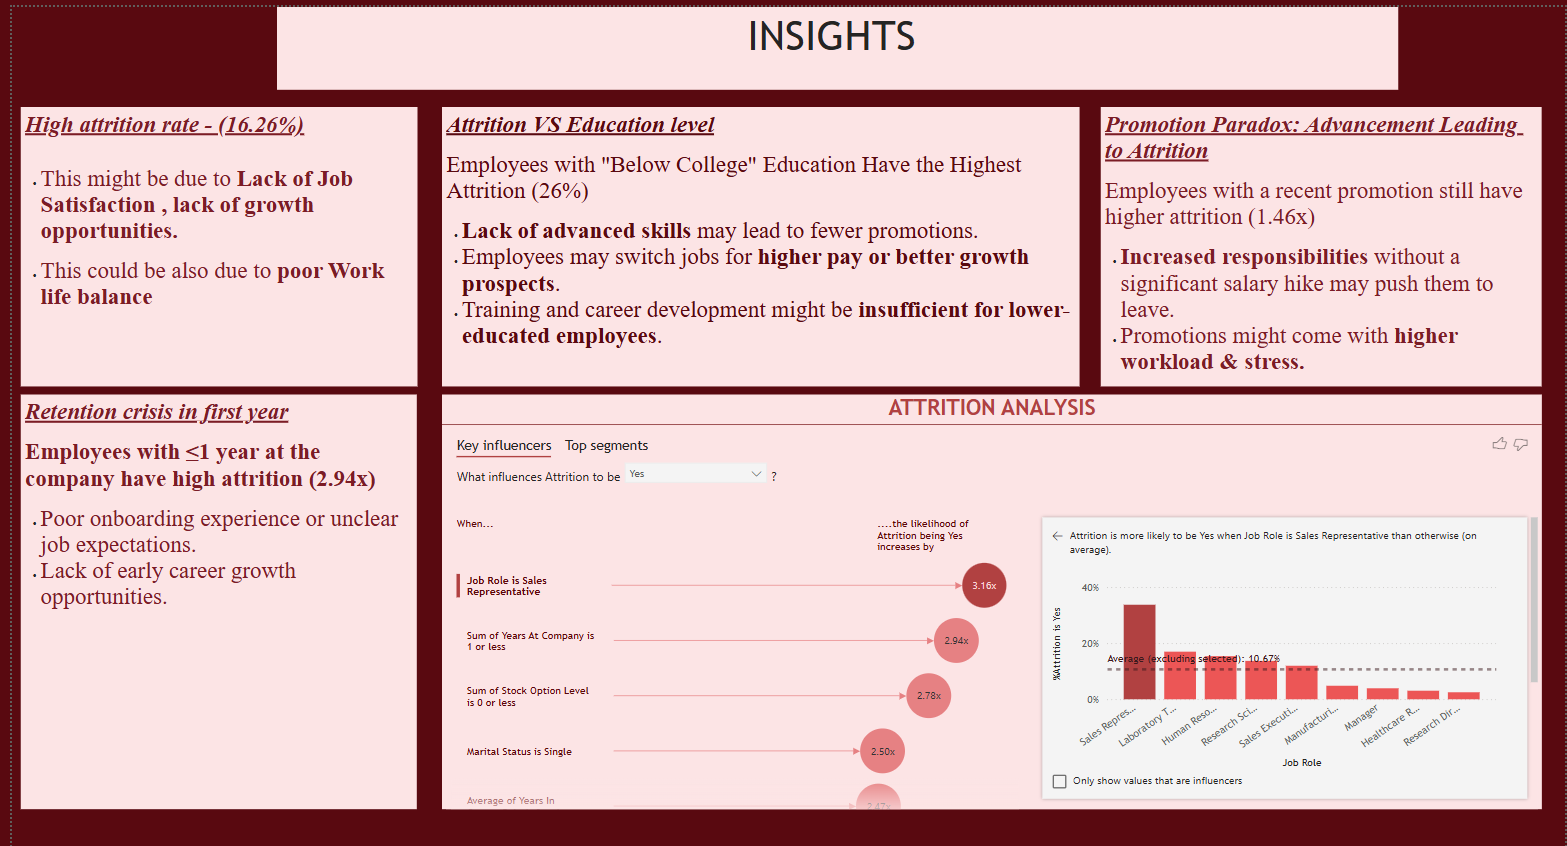 INSIGHTS
High attrition rate - (16.26%)
. This might be due to Lack of Job
Satisfaction , lack of growth
opportunities.
. This could be also due to poor Work
life balance
Attrition VS Education level
Employees with "Below College" Education Have the Highest
Attrition (26%)
. Lack of advanced skills may lead to fewer promotions.
. Employees may switch jobs for higher pay or better growth
prospects.
. Training and career development might be insufficient for lower-
educated employees.
Promotion Paradox: Advancement Leading
to Attrition
Employees with a recent promotion still have
higher attrition (1.46x)
. Increased responsibilities without a
significant salary hike may push them to
leave.
. Promotions might come with higher
workload & stress.
Retention crisis in first year
Employees with ≤1 year at the
company have high attrition (2.94x)
. Poor onboarding experience or unclear
job expectations.
. Lack of early career growth
opportunities.
ATTRITION ANALYSIS
Key influencers Top segments
What influences Attrition to be Yes ?
When...
....the likelihood of
Attrition being Yes
increases by
Job Role is Sales
Representative
3.16x
Sum of Years At Company is
1 or less
2.94x
Sum of Stock Option Level
is 0 or less
2.78x
Marital Status is Single
2.50x
Average of Years In
2.47x
Attrition is more likely to be Yes when Job Role is Sales Representative than otherwise (on
average).
%Attrition is Yes
40%
20%
0%
Average (excluding selected): 10.67%
Sales Repres...
Laboratory T...
Human Reso...
Research Sci...
Sales Executi...
Manufacturi...
Manager
Healthcare R...
Research Dir...
Job Role
Only show values that are influencers